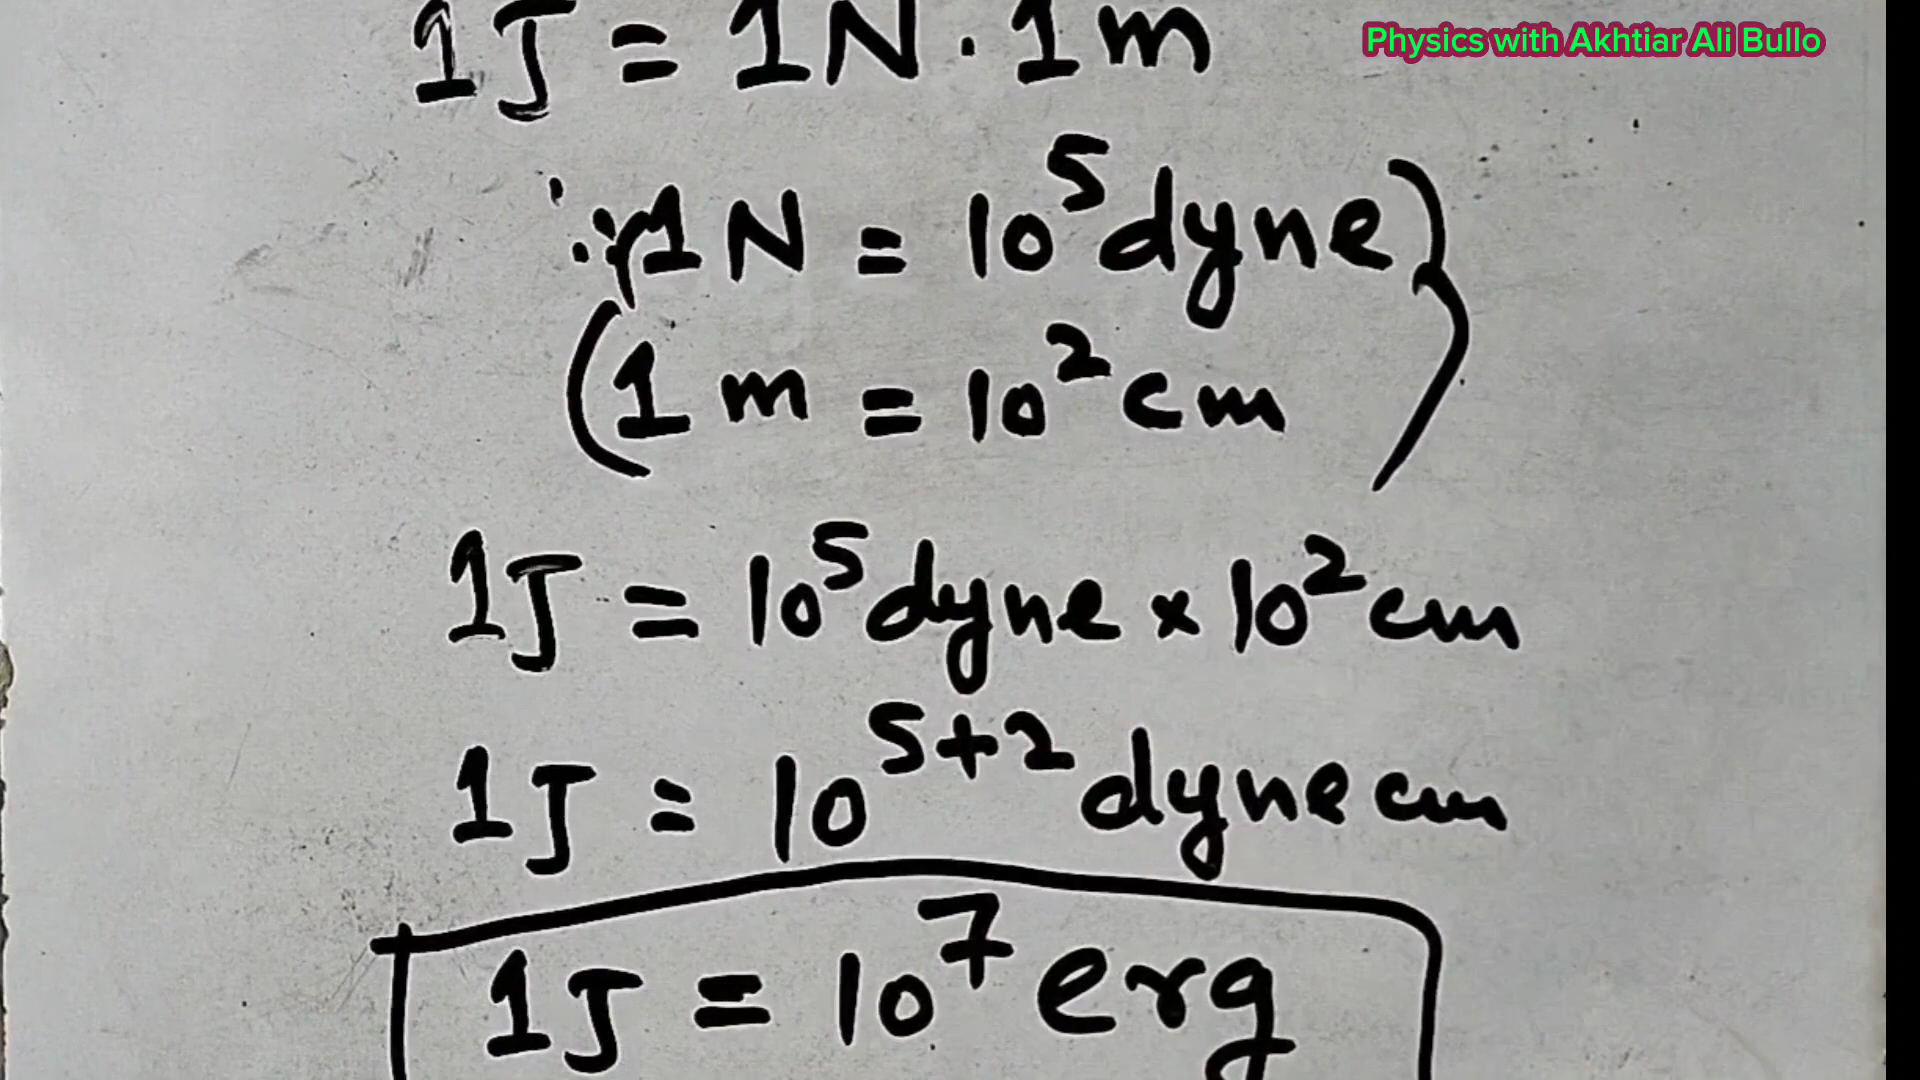 Physics with Akhtiar Ali Bullo
1J = 1N . 1m
∵ (1N = 10⁵ dyne)
(1m = 10² cm
1J = 10⁵ dyne × 10² cm
1J = 10⁵⁺² dyne cm
1J = 10⁷ erg